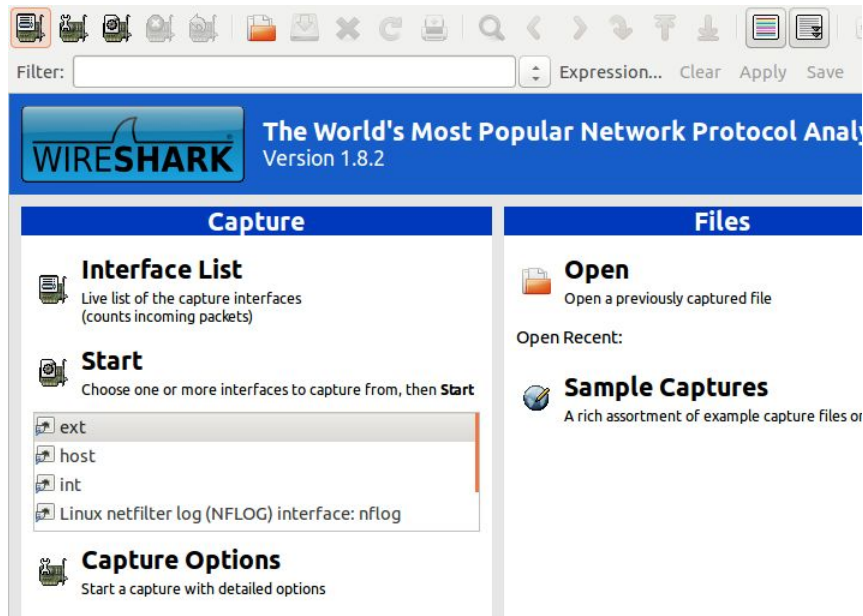 Filter:
Expression... Clear Apply Save
WIRESHARK
The World's Most Popular Network Protocol
Version 1.8.2
Capture
Files
Interface List
Live list of the capture interfaces
(counts incoming packets)
Start
Choose one or more interfaces to capture from, then Start
ext
host
int
Linux netfilter log (NFLOG) interface: nflog
Capture Options
Start a capture with detailed options
Open
Open a previously captured file
Open Recent:
Sample Captures
A rich assortment of example capture files